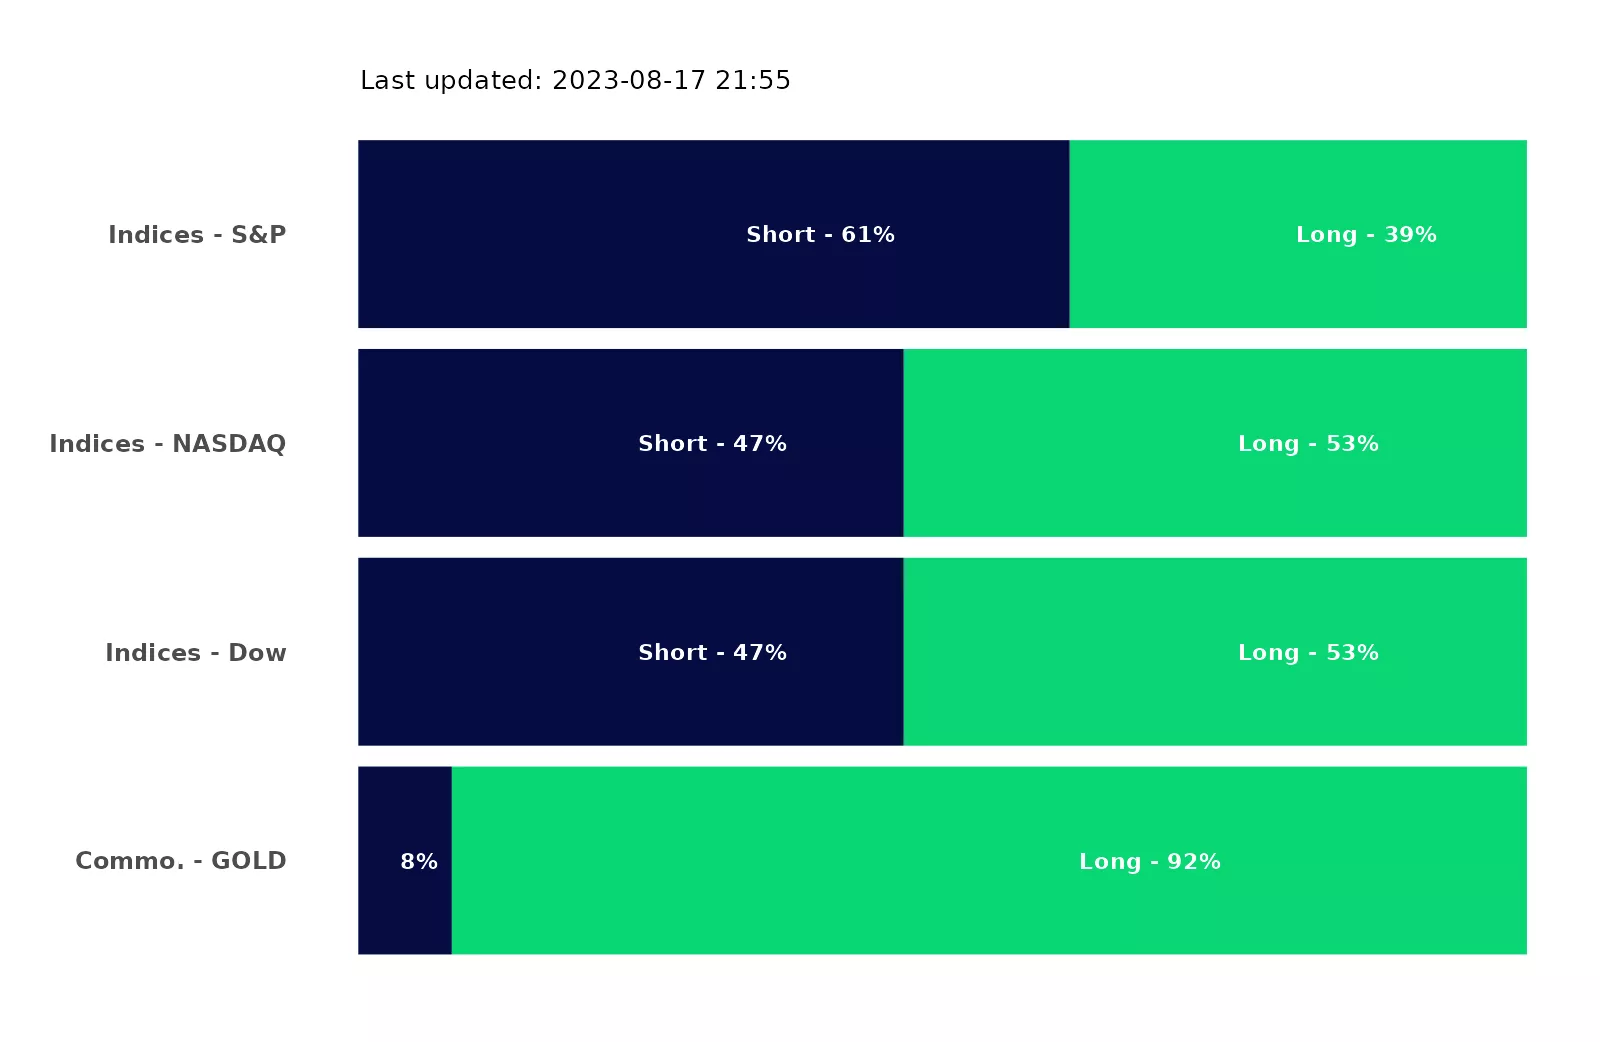 Last updated: 2023-08-17 21:55
Indices - S&P Short - 61% Long - 39%
Indices - NASDAQ Short - 47% Long - 53%
Indices - Dow Short - 47% Long - 53%
Commo. - GOLD 8% Long - 92%